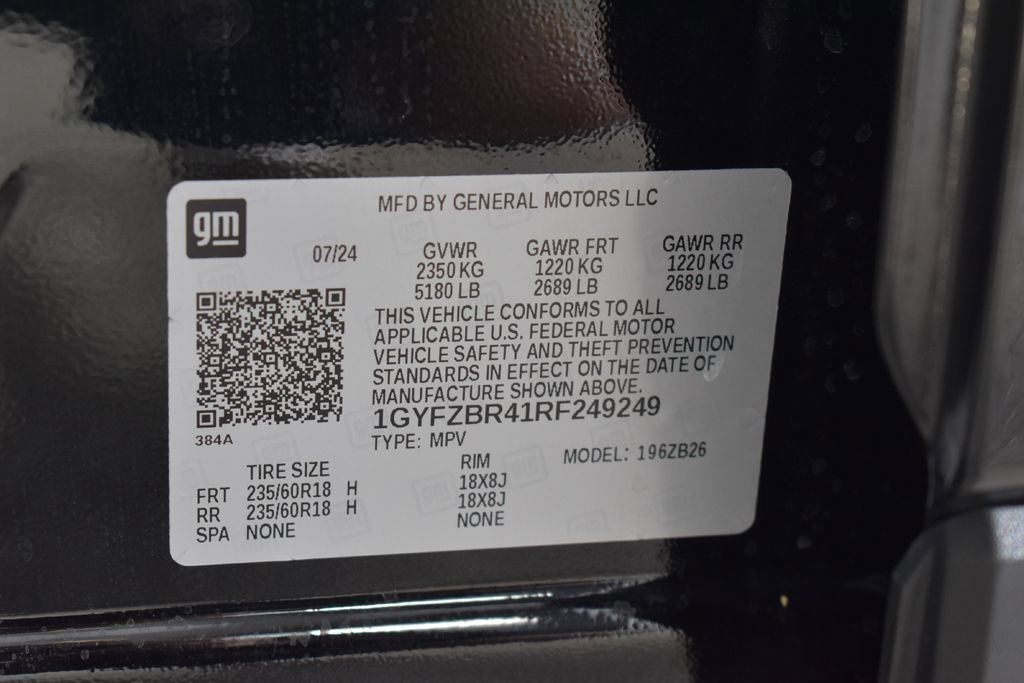 gm
MFD BY GENERAL MOTORS LLC
07/24 GVWR GAWR FRT GAWR RR
2350 KG 1220 KG 1220 KG
5180 LB 2689 LB 2689 LB
THIS VEHICLE CONFORMS TO ALL
APPLICABLE U.S. FEDERAL MOTOR
VEHICLE SAFETY AND THEFT PREVENTION
STANDARDS IN EFFECT ON THE DATE OF
MANUFACTURE SHOWN ABOVE.
1GYFZBR41RF249249
384A TYPE: MPV
TIRE SIZE RIM MODEL: 196ZB26
FRT 235/60R18 H 18X8J
RR 235/60R18 H 18X8J
SPA NONE NONE